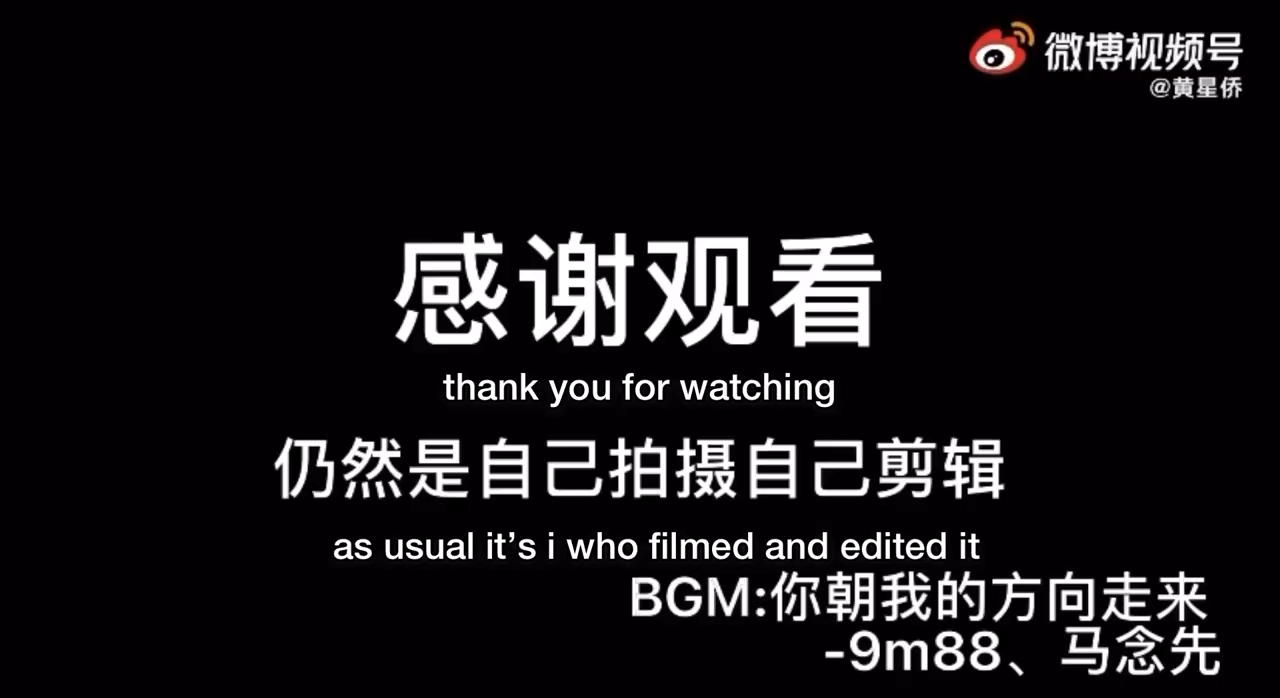 微博视频号
@黄星侨
感谢观看
thank you for watching
仍然是自己拍摄自己剪辑
as usual it’s i who filmed and edited it
BGM:你朝我的方向走来
-9m88、马念先